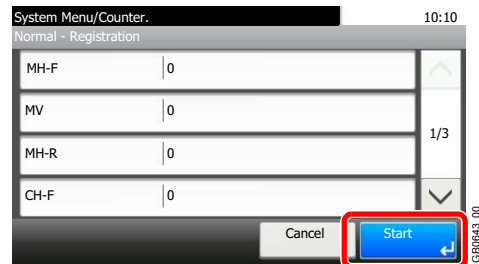 System Menu/Counter. 10:10
Normal - Registration
MH-F 0
MV 0
1/3
MH-R 0
CH-F 0
Cancel Start
GB0643_00